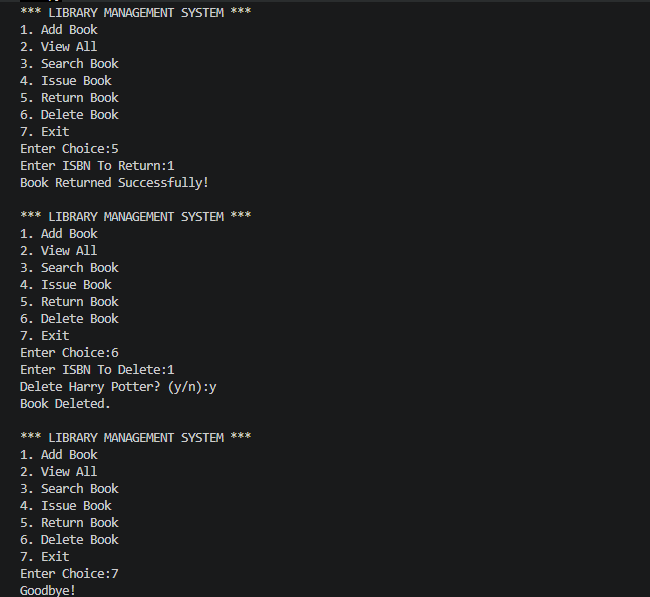 *** LIBRARY MANAGEMENT SYSTEM ***
1. Add Book
2. View All
3. Search Book
4. Issue Book
5. Return Book
6. Delete Book
7. Exit
Enter Choice:5
Enter ISBN To Return:1
Book Returned Successfully!

*** LIBRARY MANAGEMENT SYSTEM ***
1. Add Book
2. View All
3. Search Book
4. Issue Book
5. Return Book
6. Delete Book
7. Exit
Enter Choice:6
Enter ISBN To Delete:1
Delete Harry Potter? (y/n):y
Book Deleted.

*** LIBRARY MANAGEMENT SYSTEM ***
1. Add Book
2. View All
3. Search Book
4. Issue Book
5. Return Book
6. Delete Book
7. Exit
Enter Choice:7
Goodbye!